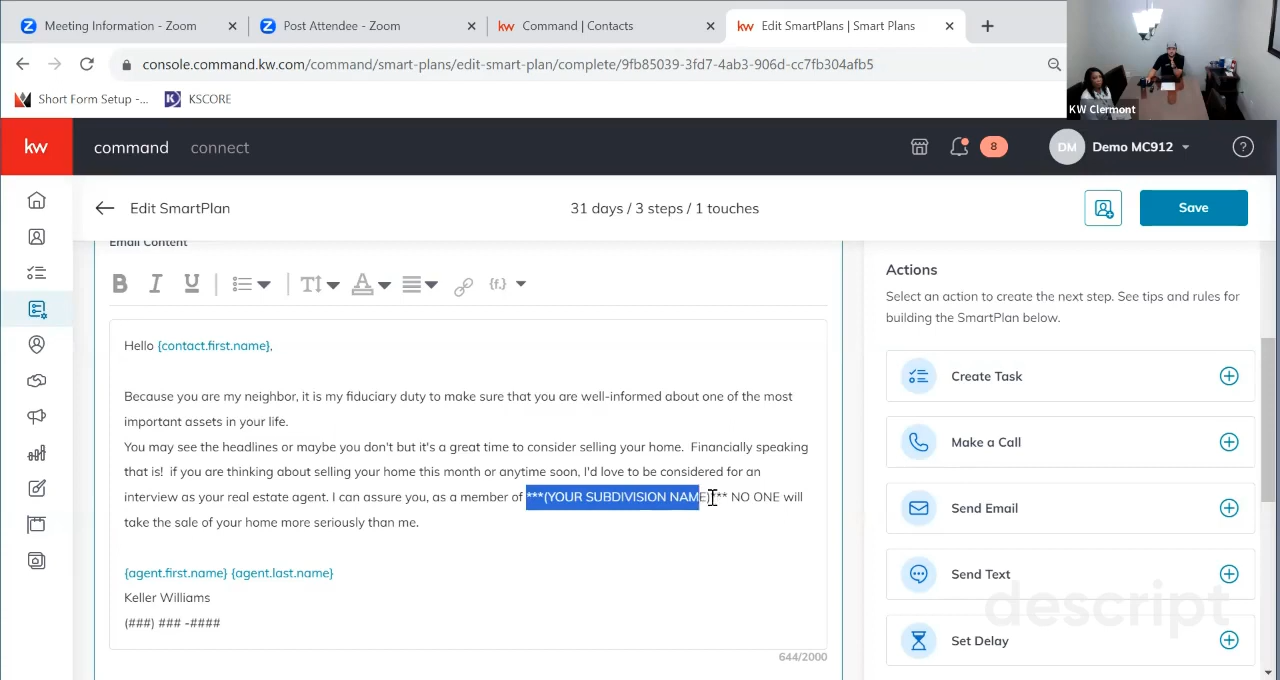 Meeting Information - Zoom
Post Attendee - Zoom
kw Command | Contacts
kw Edit SmartPlans | Smart Plans
console.command.kw.com/command/smart-plans/edit-smart-plan/complete/9fb85039-3fd7-4ab3-906d-cc7fb304afb5
Short Form Setup -...
KSCORE
KW Clermont
kw
command
connect
8
DM
Demo MC912
Edit SmartPlan
31 days / 3 steps / 1 touches
Save
Email Content
B I U
{f.}
Hello {contact.first.name},
Because you are my neighbor, it is my fiduciary duty to make sure that you are well-informed about one of the most
important assets in your life.
You may see the headlines or maybe you don't but it's a great time to consider selling your home. Financially speaking
that is! if you are thinking about selling your home this month or anytime soon, I'd love to be considered for an
interview as your real estate agent. I can assure you, as a member of ***(YOUR SUBDIVISION NAME)*** NO ONE will
take the sale of your home more seriously than me.
{agent.first.name} {agent.last.name}
Keller Williams
(###) ### -####
644/2000
Actions
Select an action to create the next step. See tips and rules for
building the SmartPlan below.
Create Task
Make a Call
Send Email
Send Text
Set Delay
descript